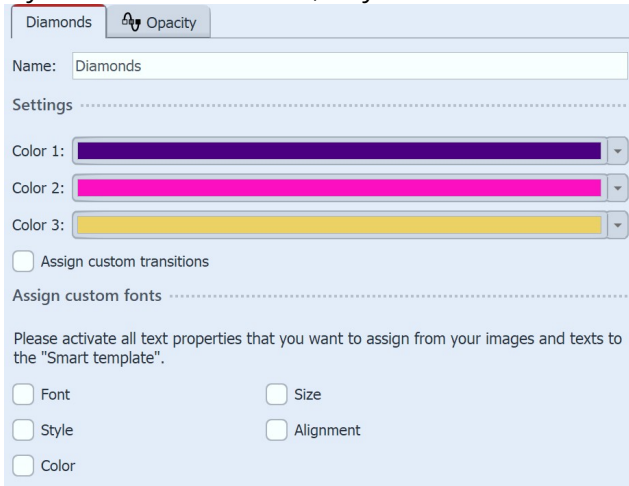 Diamonds
Opacity
Name: Diamonds
Settings
Color 1:
Color 2:
Color 3:
Assign custom transitions
Assign custom fonts
Please activate all text properties that you want to assign from your images and texts to
the "Smart template".
Font
Size
Style
Alignment
Color